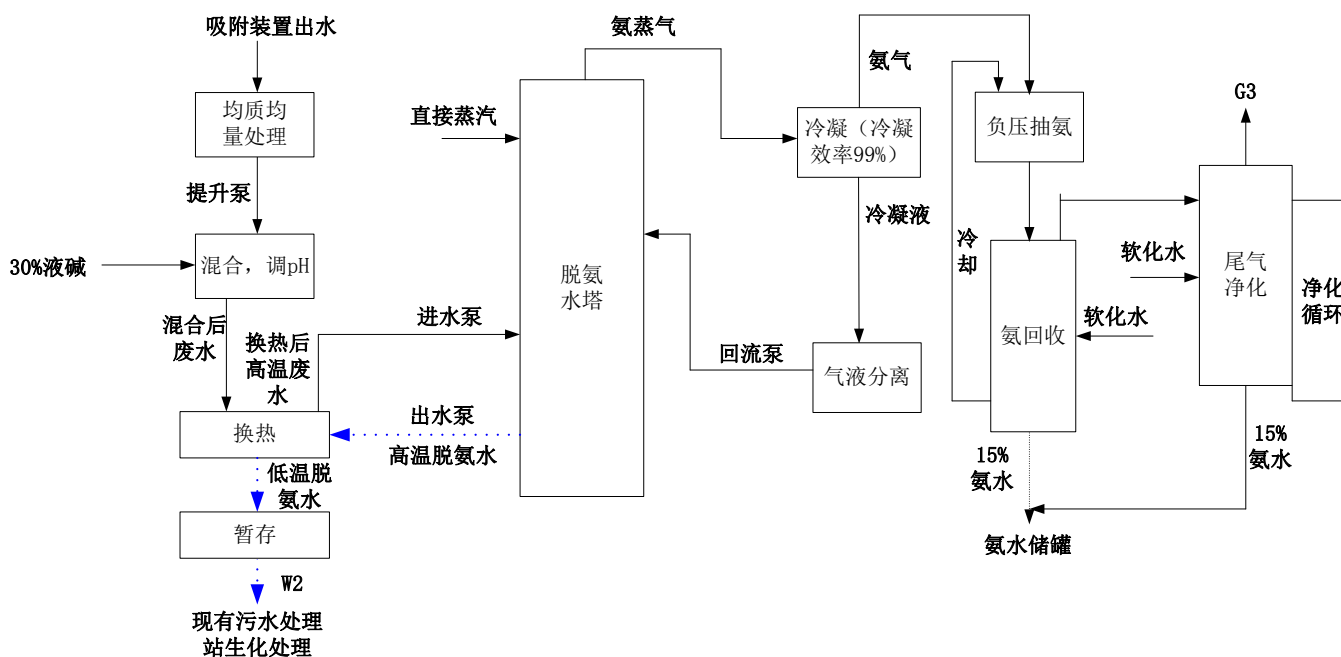 吸附装置出水
均质均
量处理
提升泵
30%液碱
混合，调pH
混合后
废水
换热后
高温废
水
换热
低温脱
氨水
暂存
W2
现有污水处理
站生化处理
直接蒸汽
进水泵
出水泵
高温脱氨水
脱氨
水塔
氨蒸气
冷凝（冷凝
效率99%）
冷凝液
气液分离
回流泵
氨气
负压抽氨
冷
却
氨回收
软化水
15%
氨水
氨水储罐
软化水
尾气
净化
G3
净化
循环
15%
氨水